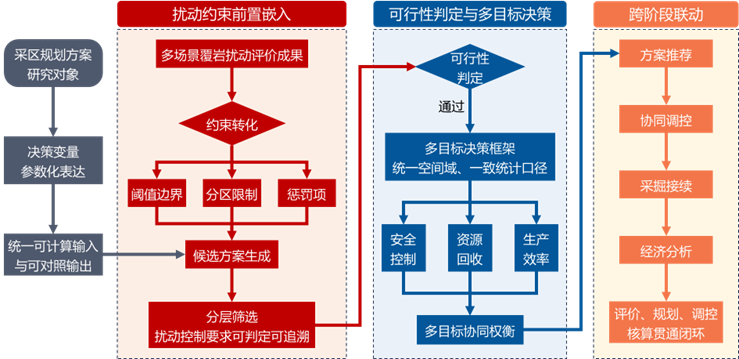 采区规划方案
研究对象
决策变量
参数化表达
统一可计算输入
与可对照输出
扰动约束前置嵌入
多场景覆岩扰动评价成果
约束转化
阈值边界
分区限制
惩罚项
候选方案生成
分层筛选
扰动控制要求可判定可追溯
可行性判定与多目标决策
可行性
判定
通过
多目标决策框架
统一空间域、一致统计口径
安全
控制
资源
回收
生产
效率
多目标协同权衡
跨阶段联动
方案推荐
协同调控
采掘接续
经济分析
评价、规划、调控
核算贯通闭环